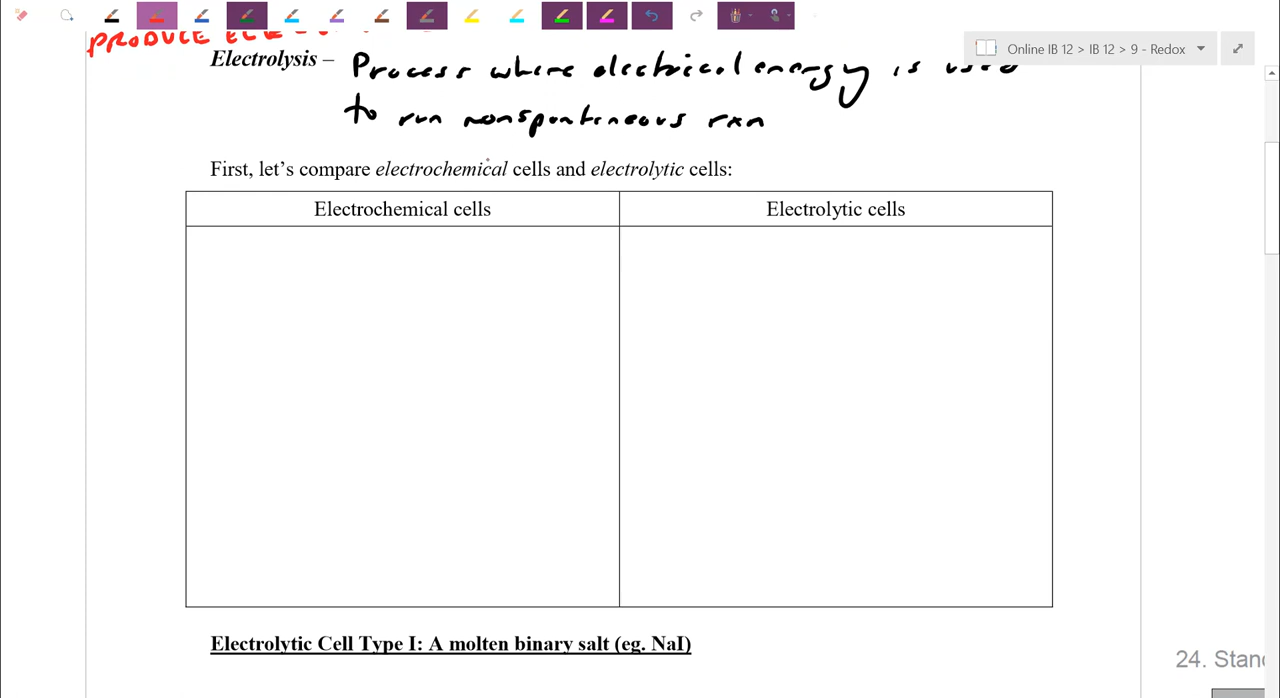 PRODUCE
Online IB 12 > IB 12 > 9 - Redox
Electrolysis – Process where electrical energy is used
to run nonspontaneous rxn
First, let's compare electrochemical cells and electrolytic cells:
Electrochemical cells
Electrolytic cells
Electrolytic Cell Type I: A molten binary salt (eg. NaI)
24.